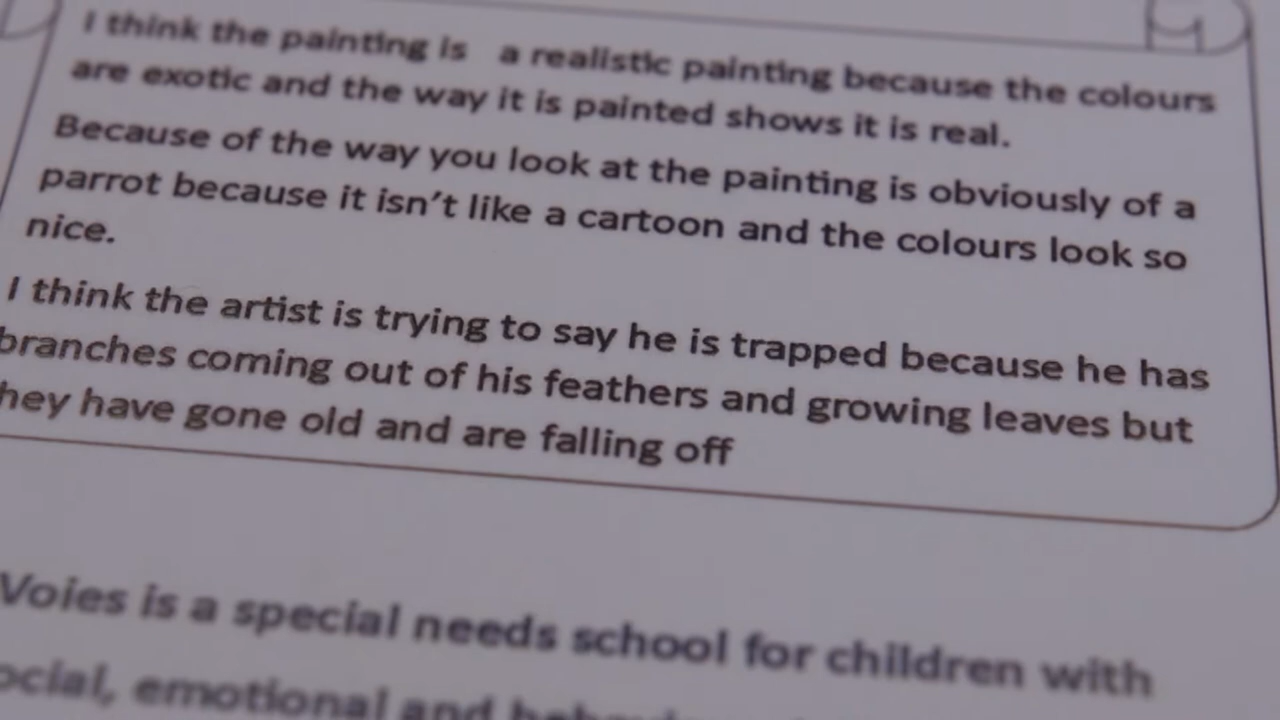 I think the painting is a realistic painting because the colours
are exotic and the way it is painted shows it is real.
Because of the way you look at the painting is obviously of a
parrot because it isn't like a cartoon and the colours look so
nice.
I think the artist is trying to say he is trapped because he has
branches coming out of his feathers and growing leaves but
hey have gone old and are falling off
Voies is a special needs school for children with
ocial, emotional and